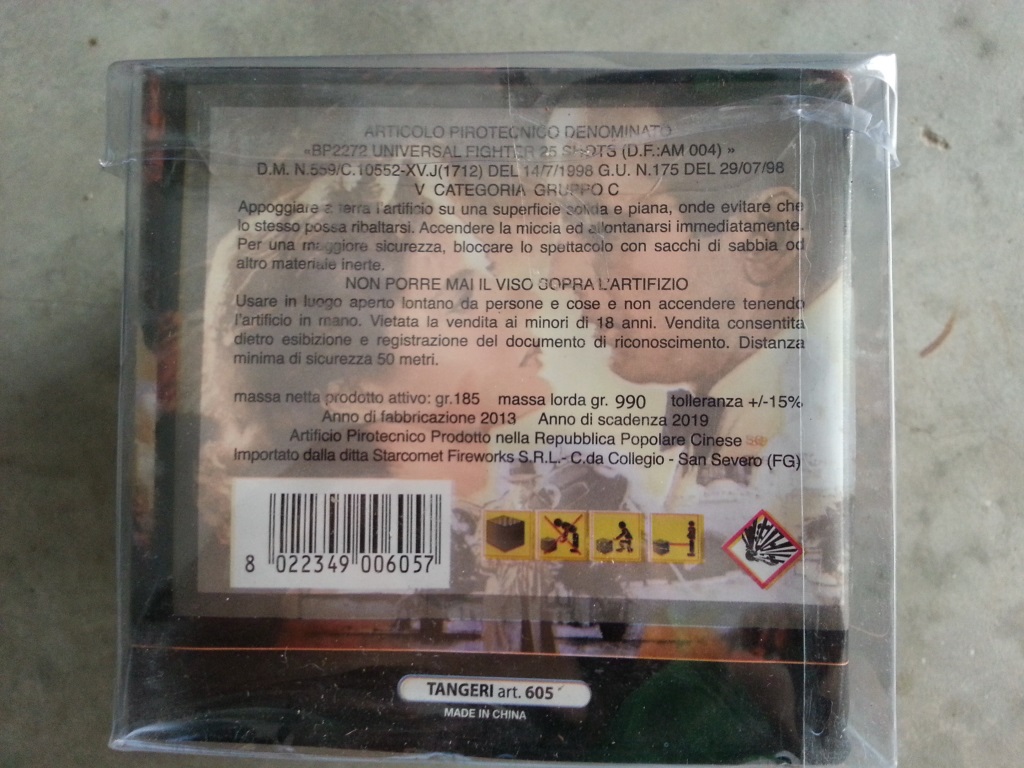 ARTICOLO PIROTECNICO DENOMINATO
«BP2272 UNIVERSAL FIGHTER 25 SHOTS (D.F.:AM 004) »
D.M. N.559/C.10552-XV.J(1712) DEL 14/7/1998 G.U. N.175 DEL 29/07/98
V CATEGORIA GRUPPO C
Appoggiare a terra l'artificio su una superficie solida e piana, onde evitare che
lo stesso possa ribaltarsi. Accendere la miccia ed allontanarsi immediatamente.
Per una maggiore sicurezza, bloccare lo spettacolo con sacchi di sabbia od
altro materiale inerte.
NON PORRE MAI IL VISO SOPRA L'ARTIFIZIO
Usare in luogo aperto lontano da persone e cose e non accendere tenendo
l'artificio in mano. Vietata la vendita ai minori di 18 anni. Vendita consentita
dietro esibizione e registrazione del documento di riconoscimento. Distanza
minima di sicurezza 50 metri.
massa netta prodotto attivo: gr.185 massa lorda gr. 990 tolleranza +/-15%
Anno di fabbricazione 2013 Anno di scadenza 2019
Artificio Pirotecnico Prodotto nella Repubblica Popolare Cinese
Importato dalla ditta Starcomet Fireworks S.R.L.- C.da Collegio - San Severo (FG)
8 022349 006057
TANGERI art. 605
MADE IN CHINA